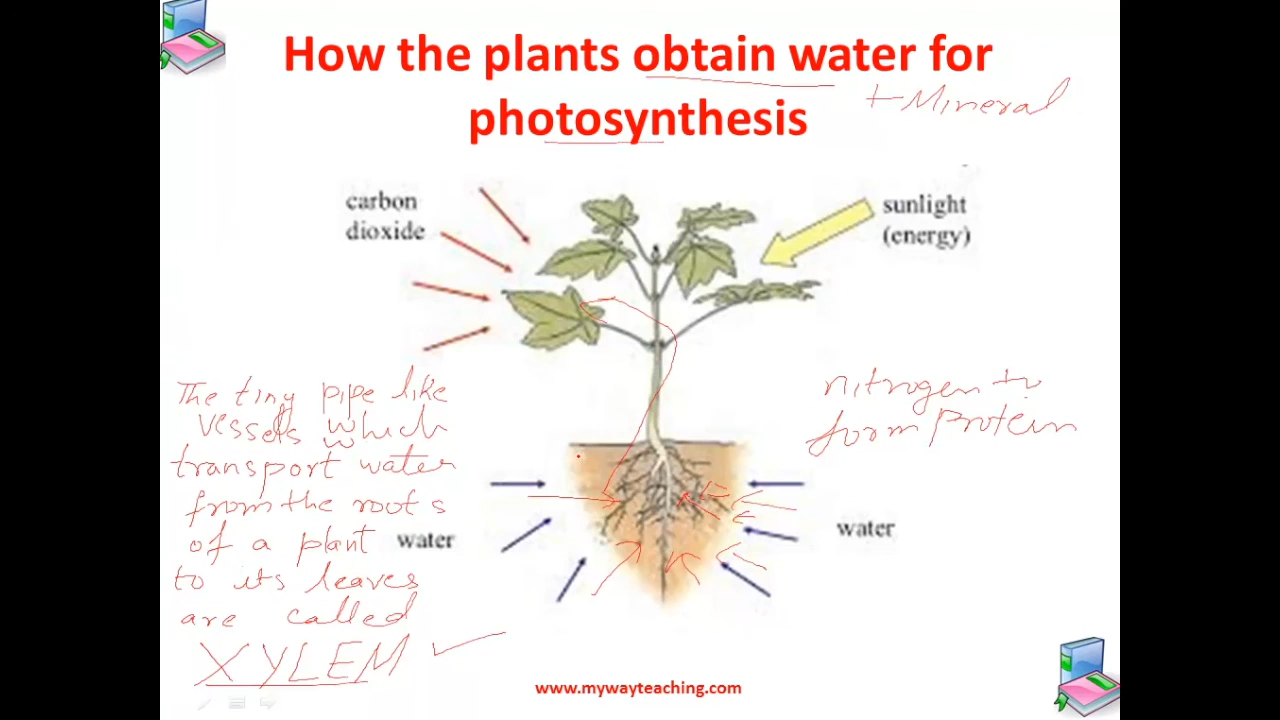 How the plants obtain water for
photosynthesis
+ Mineral
carbon
dioxide
sunlight
(energy)
The tiny pipe like
vessels which
transport water
from the roots
of a plant
to its leaves
are called
XYLEM
nitrogen to
form Protein
water
water
www.mywayteaching.com